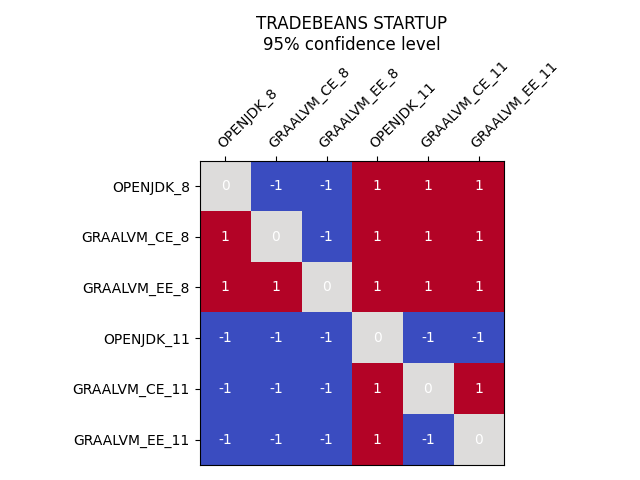 TRADEBEANS STARTUP
95% confidence level
OPENJDK_8 GRAALVM_CE_8 GRAALVM_EE_8 OPENJDK_11 GRAALVM_CE_11 GRAALVM_EE_11
OPENJDK_8 0 -1 -1 1 1 1
GRAALVM_CE_8 1 0 -1 1 1 1
GRAALVM_EE_8 1 1 0 1 1 1
OPENJDK_11 -1 -1 -1 0 -1 -1
GRAALVM_CE_11 -1 -1 -1 1 0 1
GRAALVM_EE_11 -1 -1 -1 1 -1 0